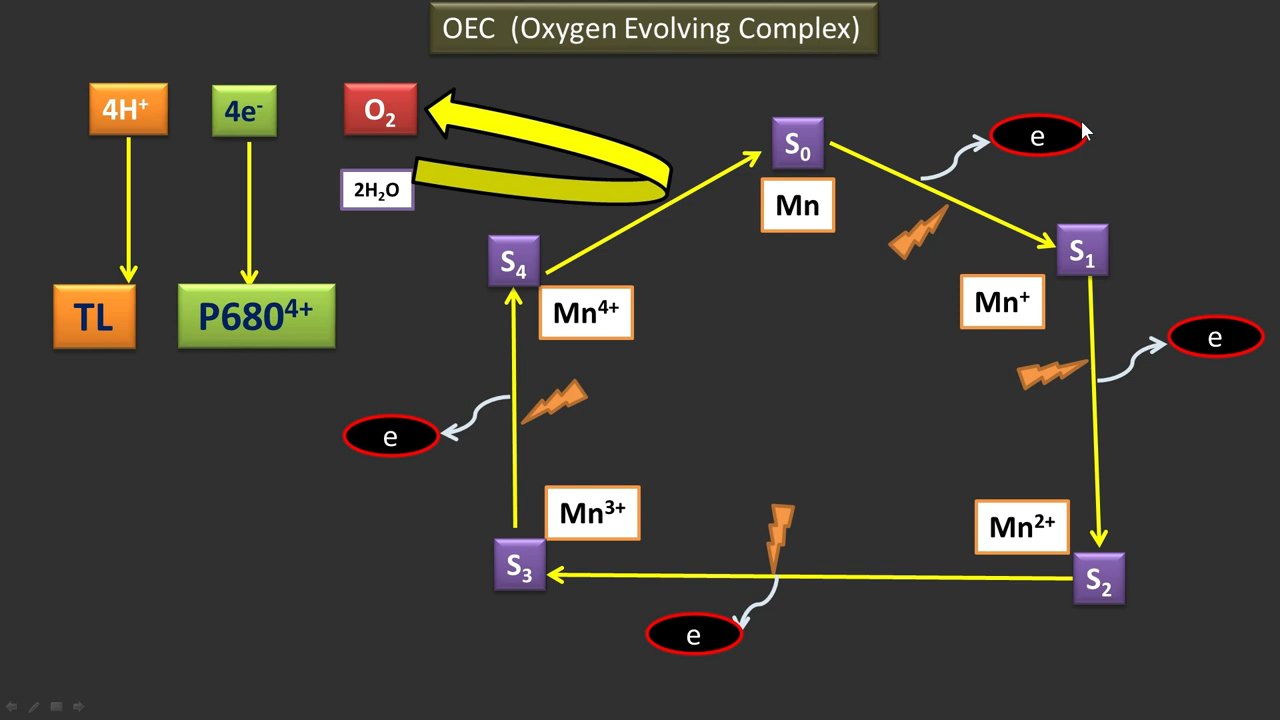 OEC (Oxygen Evolving Complex)
4H⁺
4e⁻
O₂
2H₂O
TL
P680⁴⁺
S₀
Mn
e
S₁
Mn⁺
e
S₄
Mn⁴⁺
e
Mn³⁺
S₃
Mn²⁺
S₂
e